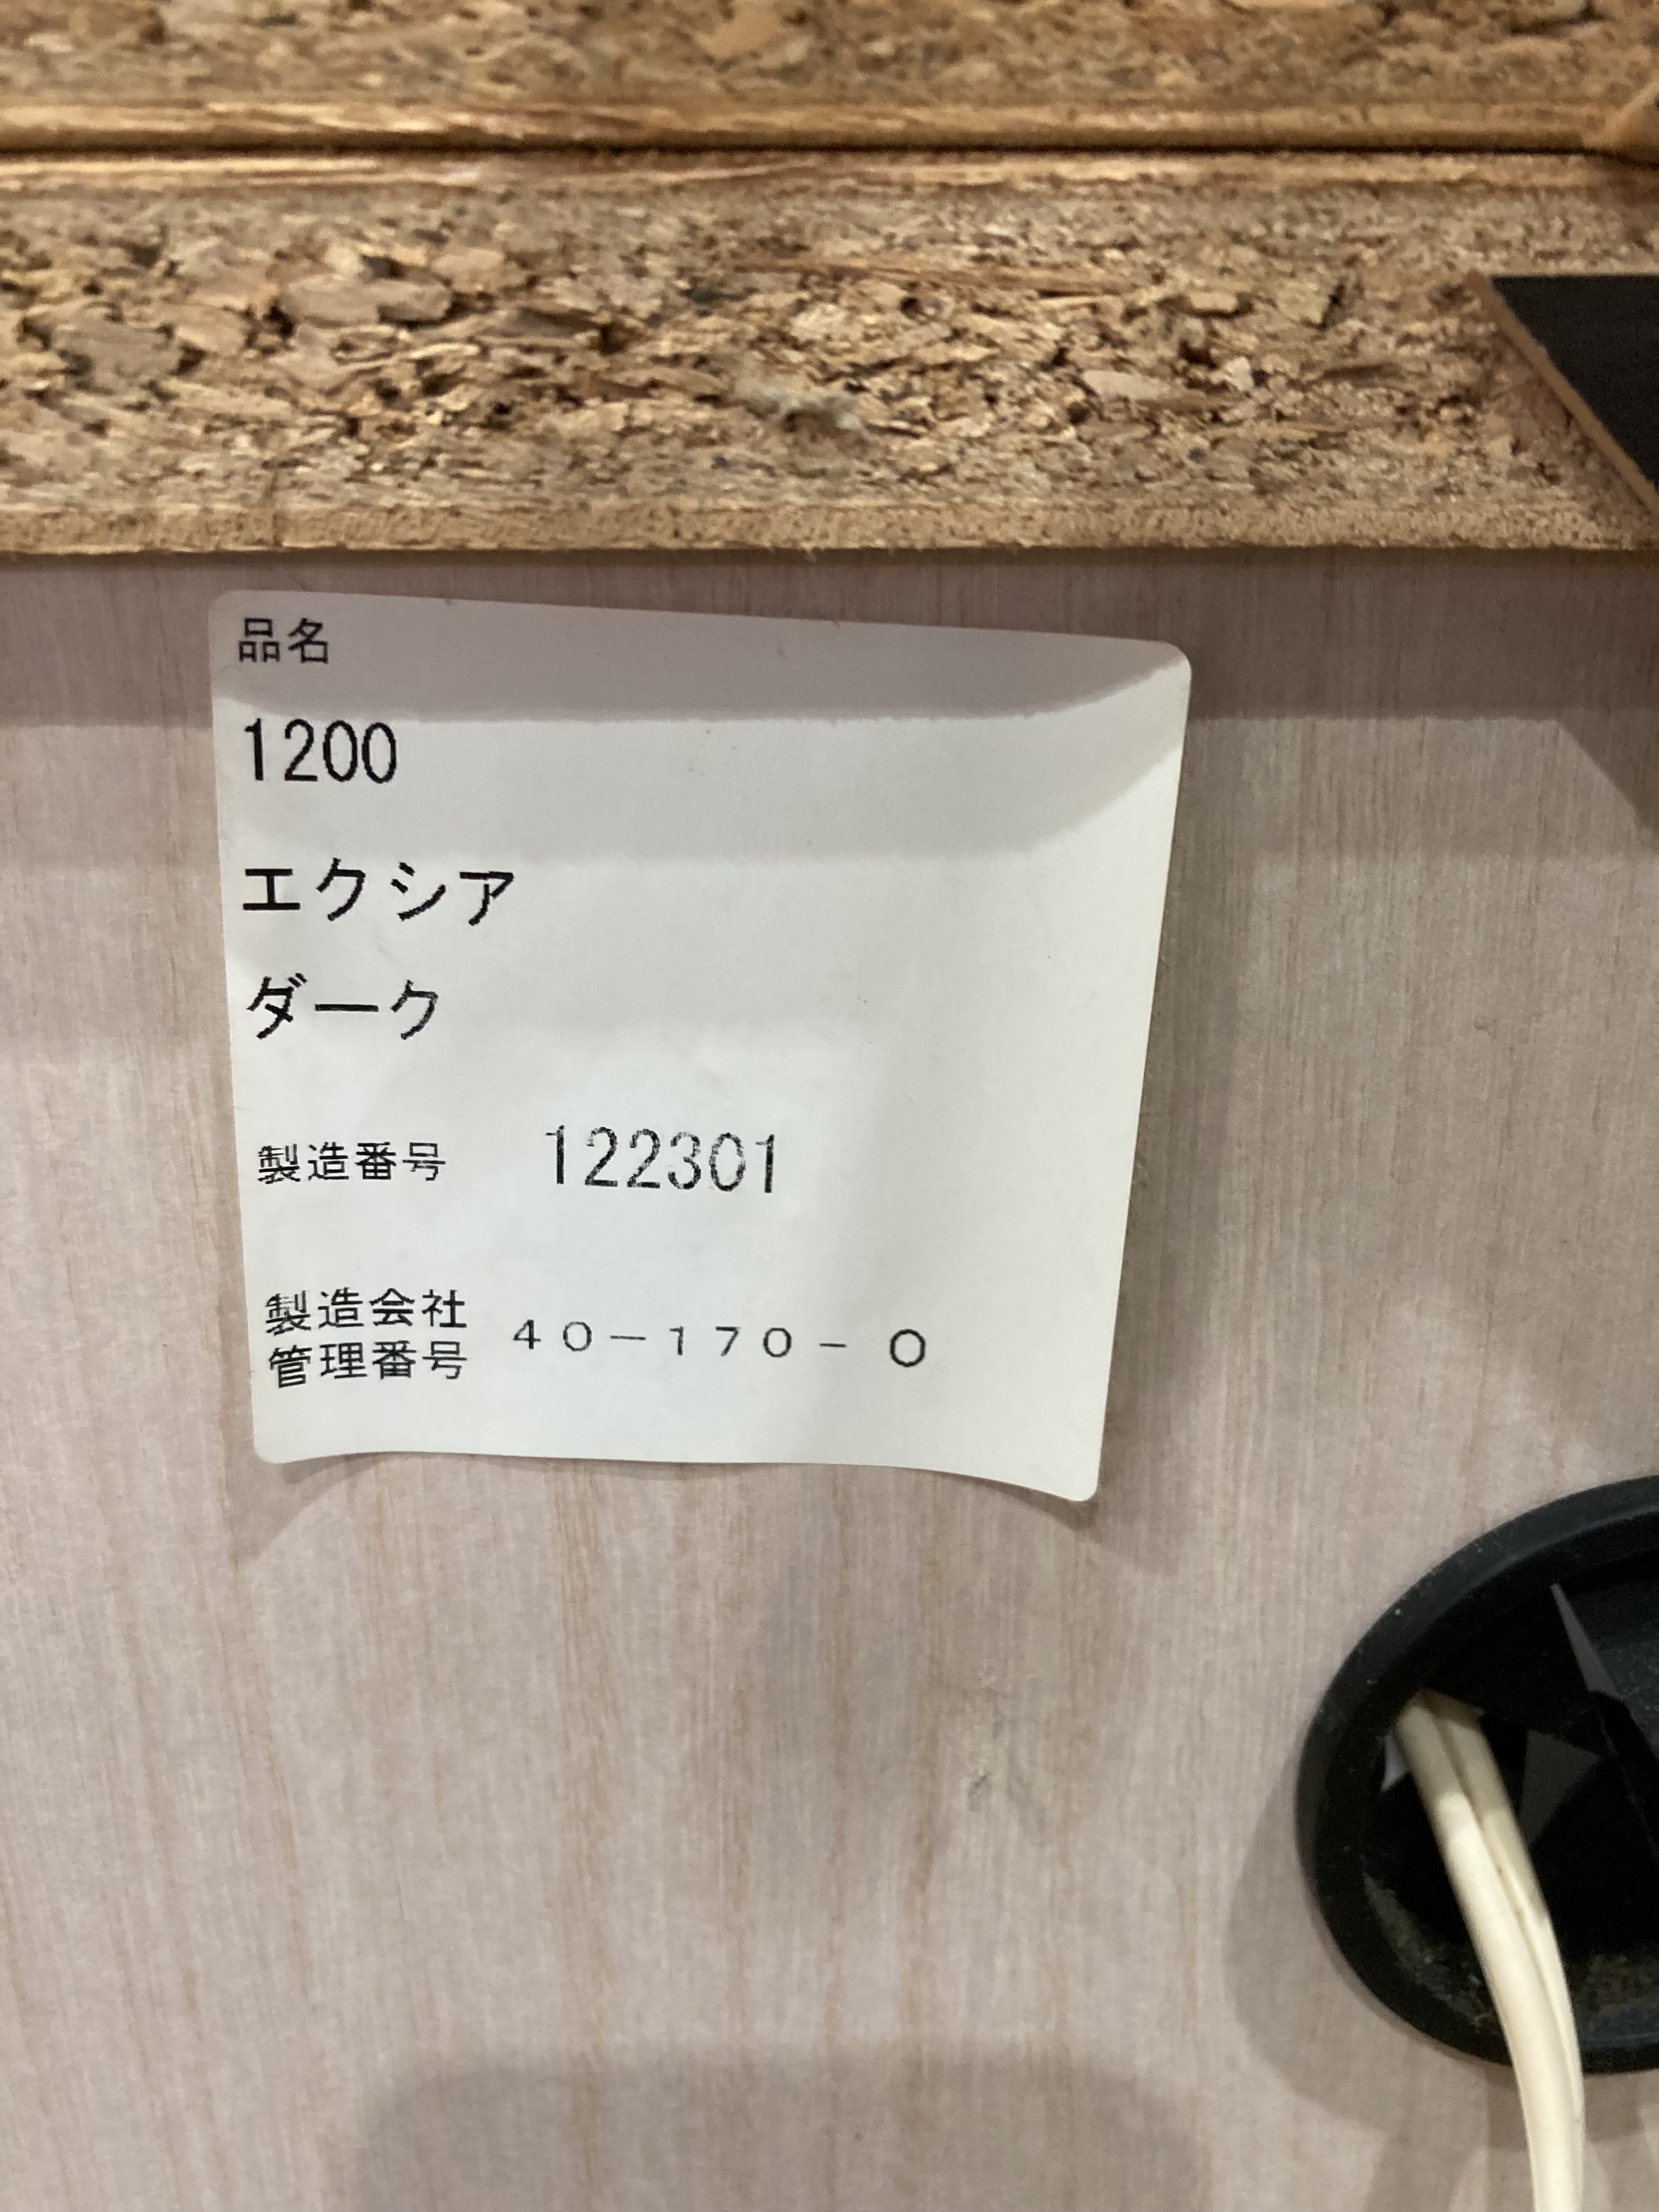 品名
1200
エクシア
ダーク
製造番号 122301
製造会社
管理番号 40-170-0